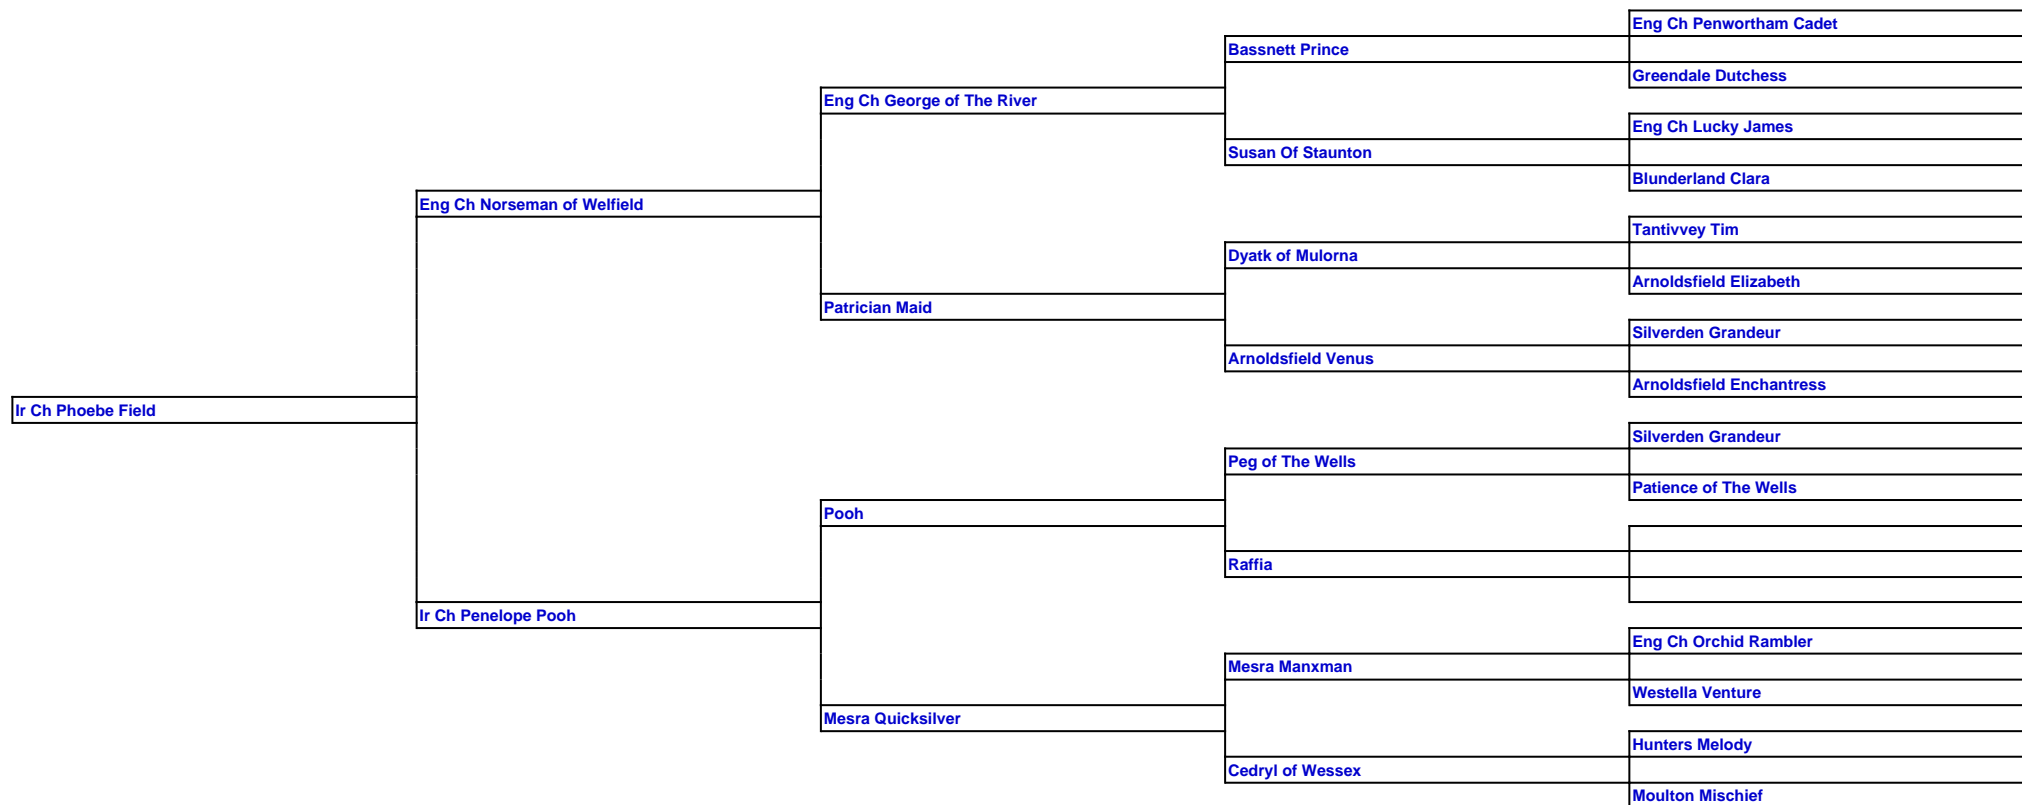 Eng Ch Penwortham Cadet
Bassnett Prince
Greendale Dutchess
Eng Ch George of The River
Eng Ch Lucky James
Susan Of Staunton
Blunderland Clara
Eng Ch Norseman of Welfield
Tantivvey Tim
Dyatk of Mulorna
Arnoldsfield Elizabeth
Patrician Maid
Silverden Grandeur
Arnoldsfield Venus
Arnoldsfield Enchantress
Ir Ch Phoebe Field
Silverden Grandeur
Peg of The Wells
Patience of The Wells
Pooh
Raffia
Ir Ch Penelope Pooh
Eng Ch Orchid Rambler
Mesra Manxman
Westella Venture
Mesra Quicksilver
Hunters Melody
Cedryl of Wessex
Moulton Mischief